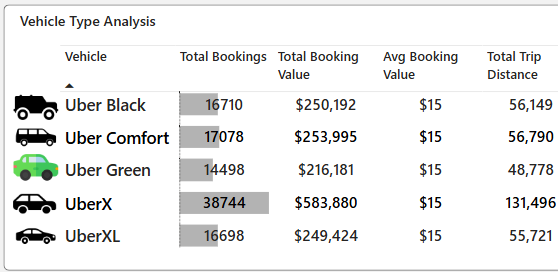 Vehicle Type Analysis
Vehicle Total Bookings Total Booking Value Avg Booking Value Total Trip Distance
Uber Black 16710 $250,192 $15 56,149
Uber Comfort 17078 $253,995 $15 56,790
Uber Green 14498 $216,181 $15 48,778
UberX 38744 $583,880 $15 131,496
UberXL 16698 $249,424 $15 55,721